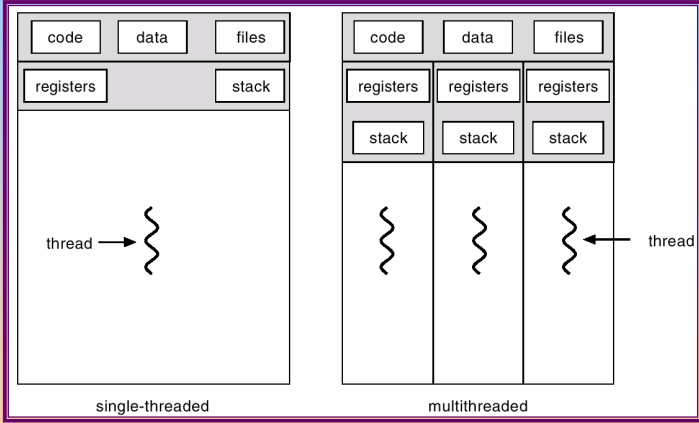 code data files
registers stack
thread
single-threaded
code data files
registers registers registers
stack stack stack
thread
multithreaded